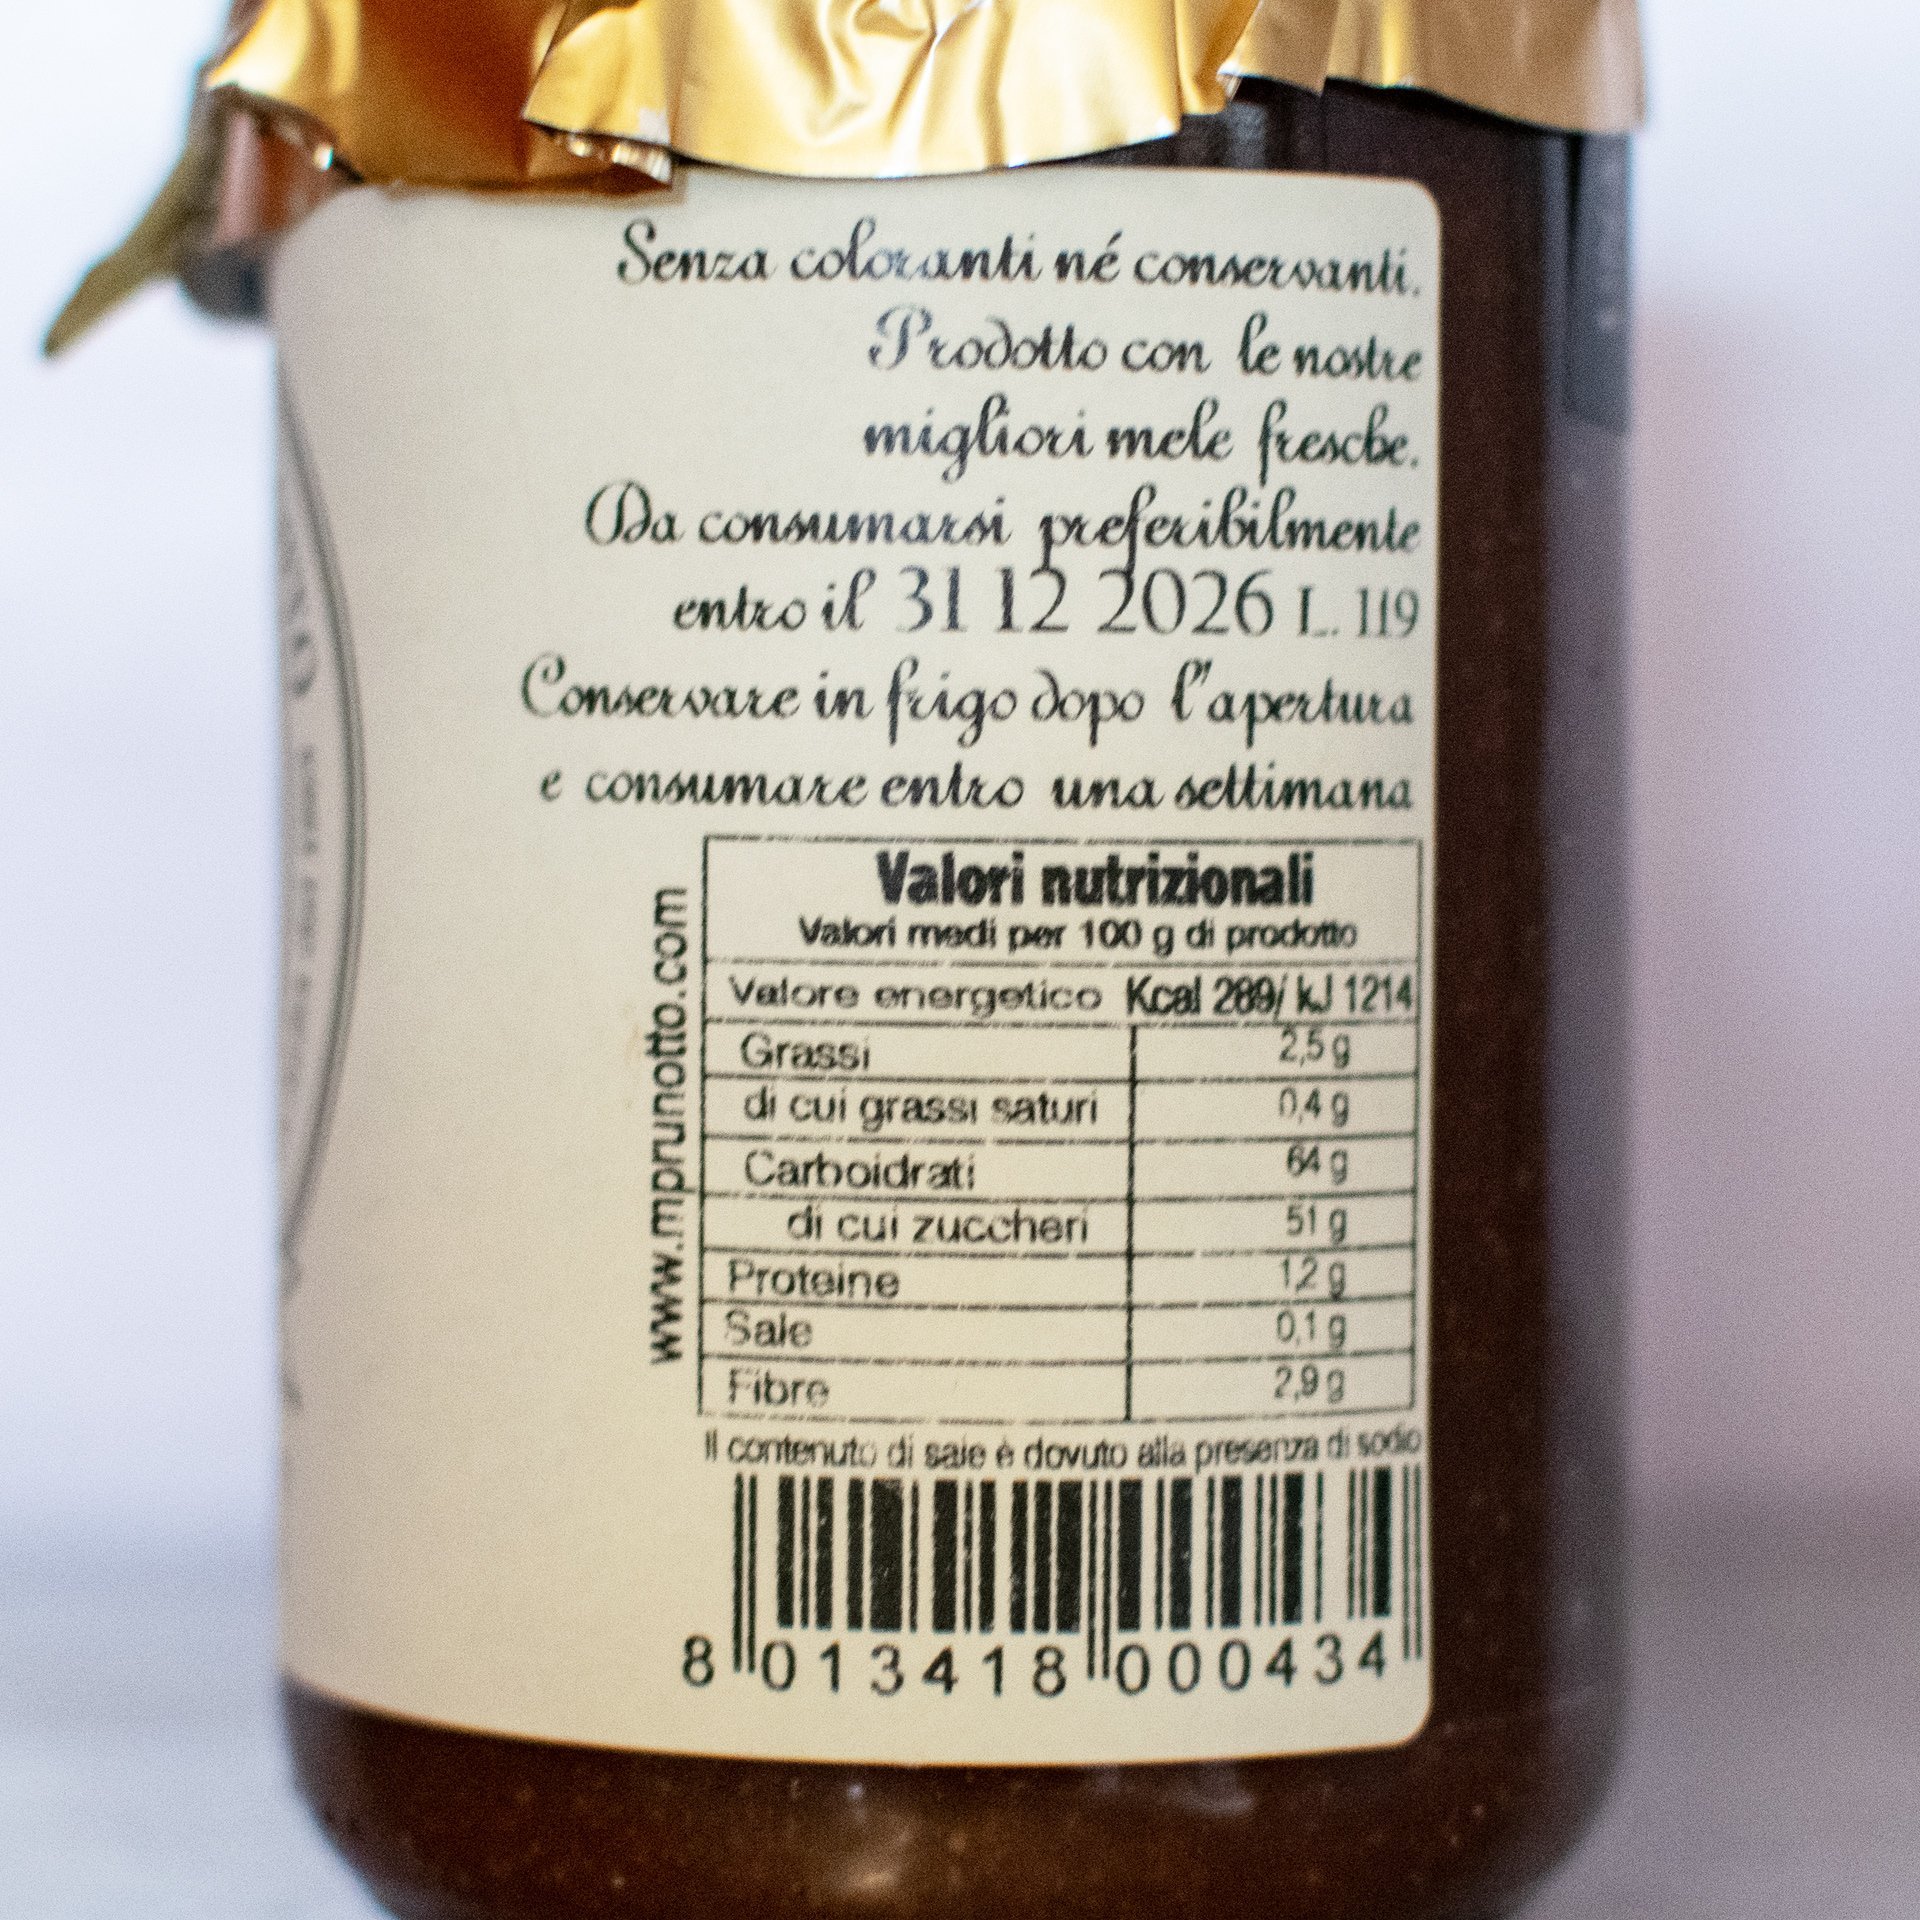 Senza coloranti né conservanti.
Prodotto con le nostre
migliori mele fresche.
Da consumarsi preferibilmente
entro il 31 12 2026 L. 119
Conservare in frigo dopo l'apertura
e consumare entro una settimana
www.mprunotto.com
Valori nutrizionali
Valori medi per 100 g di prodotto
Valore energetico Kcal 289/ kJ 1214
Grassi 2,5 g
di cui grassi saturi 0,4 g
Carboidrati 64 g
di cui zuccheri 51 g
Proteine 1,2 g
Sale 0,1 g
Fibre 2,9 g
Il contenuto di sale è dovuto alla presenza di sodio
8 013418 000434